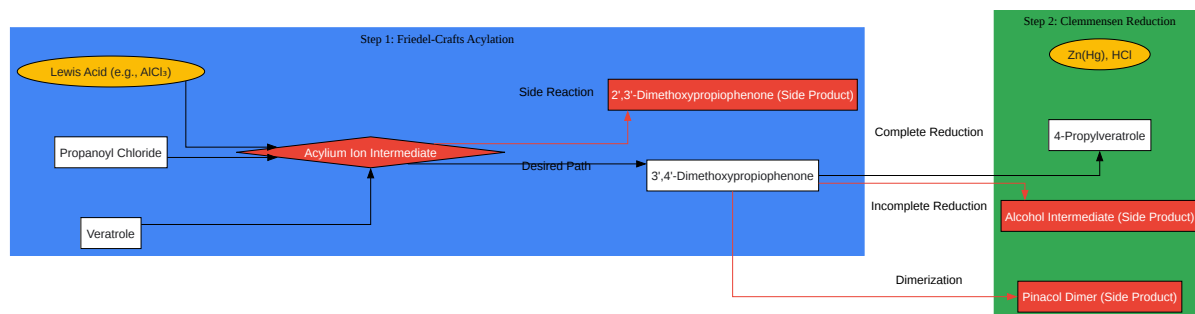 Step 1: Friedel-Crafts Acylation
Step 2: Clemmensen Reduction
Lewis Acid (e.g., AlCl₃)
Zn(Hg), HCl
Side Reaction
2',3'-Dimethoxypropiophenone (Side Product)
Complete Reduction
4-Propylveratrole
Propanoyl Chloride
Acylium Ion Intermediate
Desired Path
3',4'-Dimethoxypropiophenone
Incomplete Reduction
Alcohol Intermediate (Side Product)
Veratrole
Dimerization
Pinacol Dimer (Side Product)